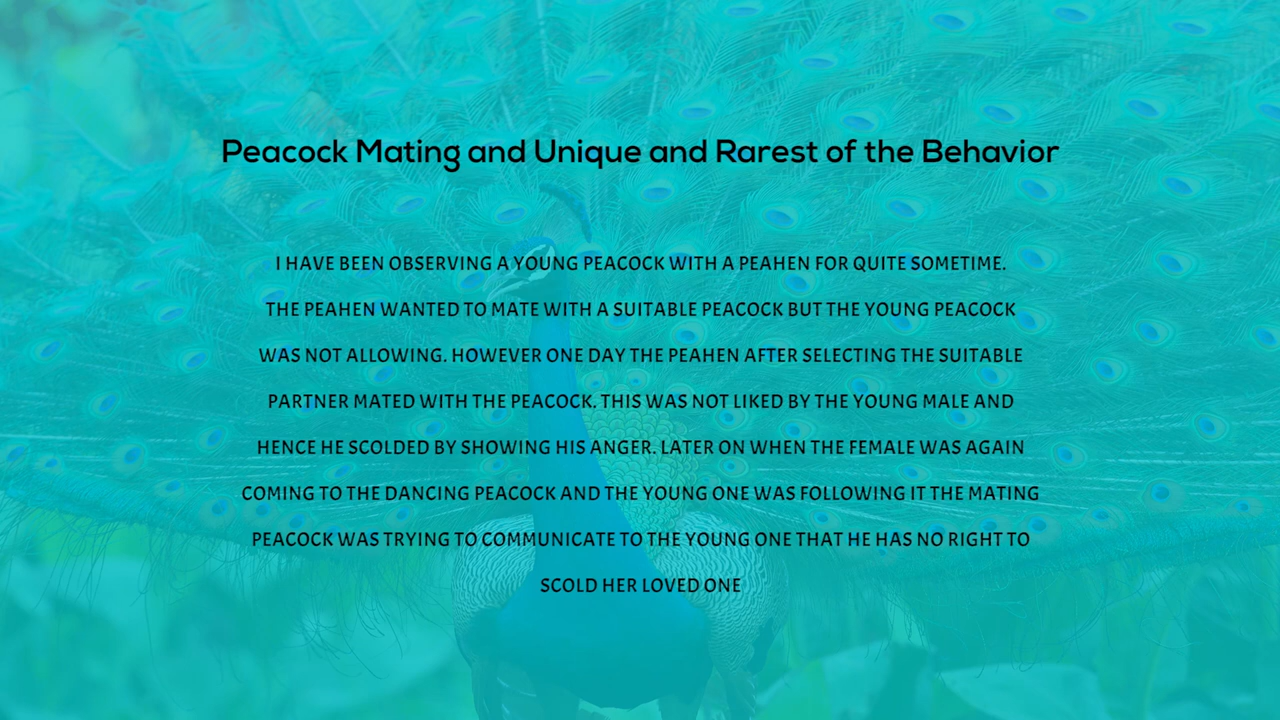 Peacock Mating and Unique and Rarest of the Behavior
I HAVE BEEN OBSERVING A YOUNG PEACOCK WITH A PEAHEN FOR QUITE SOMETIME.
THE PEAHEN WANTED TO MATE WITH A SUITABLE PEACOCK BUT THE YOUNG PEACOCK
WAS NOT ALLOWING. HOWEVER ONE DAY THE PEAHEN AFTER SELECTING THE SUITABLE
PARTNER MATED WITH THE PEACOCK. THIS WAS NOT LIKED BY THE YOUNG MALE AND
HENCE HE SCOLDED BY SHOWING HIS ANGER. LATER ON WHEN THE FEMALE WAS AGAIN
COMING TO THE DANCING PEACOCK AND THE YOUNG ONE WAS FOLLOWING IT THE MATING
PEACOCK WAS TRYING TO COMMUNICATE TO THE YOUNG ONE THAT HE HAS NO RIGHT TO
SCOLD HER LOVED ONE